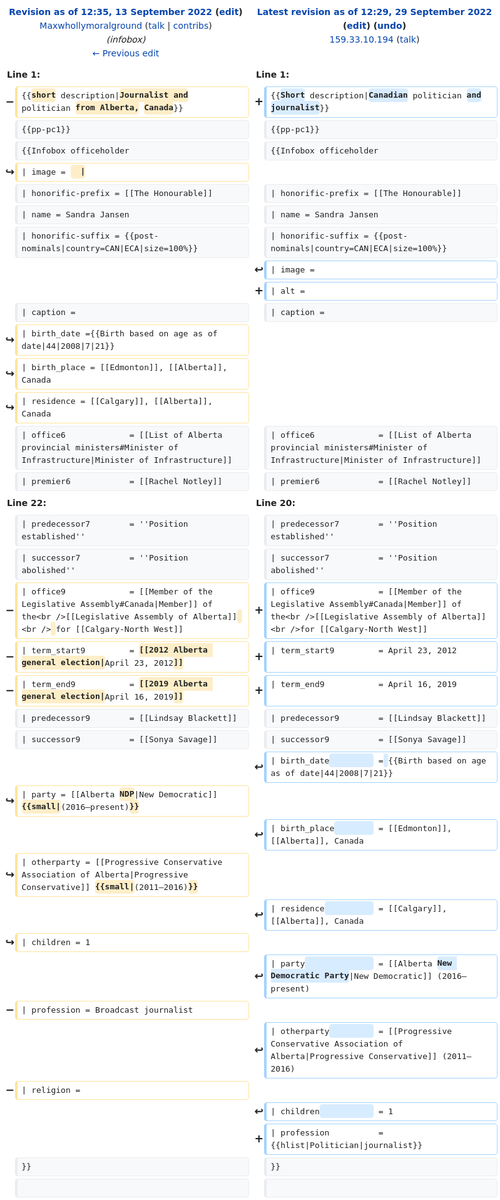 Revision as of 12:35, 13 September 2022 (edit)
Maxwhollymoralground (talk | contribs)
(infobox)
← Previous edit
Latest revision as of 12:29, 29 September 2022
(edit) (undo)
159.33.10.194 (talk)
Line 1:
Line 1:
− {{short description|Journalist and
politician from Alberta, Canada}}
+ {{Short description|Canadian politician and
journalist}}
{{pp-pc1}}
{{pp-pc1}}
{{Infobox officeholder
{{Infobox officeholder
| image = |
| honorific-prefix = [[The Honourable]]
| honorific-prefix = [[The Honourable]]
| name = Sandra Jansen
| name = Sandra Jansen
| honorific-suffix = {{post-
nominals|country=CAN|ECA|size=100%}}
| honorific-suffix = {{post-
nominals|country=CAN|ECA|size=100%}}
| image =
+ | alt =
| caption =
| caption =
| birth_date ={{Birth based on age as of
date|44|2008|7|21}}
| birth_place = [[Edmonton]], [[Alberta]],
Canada
| residence = [[Calgary]], [[Alberta]],
Canada
| office6 = [[List of Alberta
provincial ministers#Minister of
Infrastructure|Minister of Infrastructure]]
| office6 = [[List of Alberta
provincial ministers#Minister of
Infrastructure|Minister of Infrastructure]]
| premier6 = [[Rachel Notley]]
| premier6 = [[Rachel Notley]]
Line 22:
Line 20:
| predecessor7 = ''Position
established''
| predecessor7 = ''Position
established''
| successor7 = ''Position
abolished''
| successor7 = ''Position
abolished''
− | office9 = [[Member of the
Legislative Assembly#Canada|Member]] of
the<br />[[Legislative Assembly of Alberta]]
<br /> for [[Calgary-North West]]
+ | office9 = [[Member of the
Legislative Assembly#Canada|Member]] of
the<br />[[Legislative Assembly of Alberta]]
<br />for [[Calgary-North West]]
− | term_start9 = [[2012 Alberta
general election|April 23, 2012]]
+ | term_start9 = April 23, 2012
− | term_end9 = [[2019 Alberta
general election|April 16, 2019]]
+ | term_end9 = April 16, 2019
| predecessor9 = [[Lindsay Blackett]]
| predecessor9 = [[Lindsay Blackett]]
| successor9 = [[Sonya Savage]]
| successor9 = [[Sonya Savage]]
| birth_date = {{Birth based on age
as of date|44|2008|7|21}}
| party = [[Alberta NDP|New Democratic]]
{{small|(2016–present)}}
| birth_place = [[Edmonton]],
[[Alberta]], Canada
| otherparty = [[Progressive Conservative
Association of Alberta|Progressive
Conservative]] {{small|(2011–2016)}}
| residence = [[Calgary]],
[[Alberta]], Canada
| children = 1
| party = [[Alberta New
Democratic Party|New Democratic]] (2016–
present)
− | profession = Broadcast journalist
| otherparty = [[Progressive
Conservative Association of
Alberta|Progressive Conservative]] (2011–
2016)
− | religion =
| children = 1
+ | profession =
{{hlist|Politician|journalist}}
}}
}}